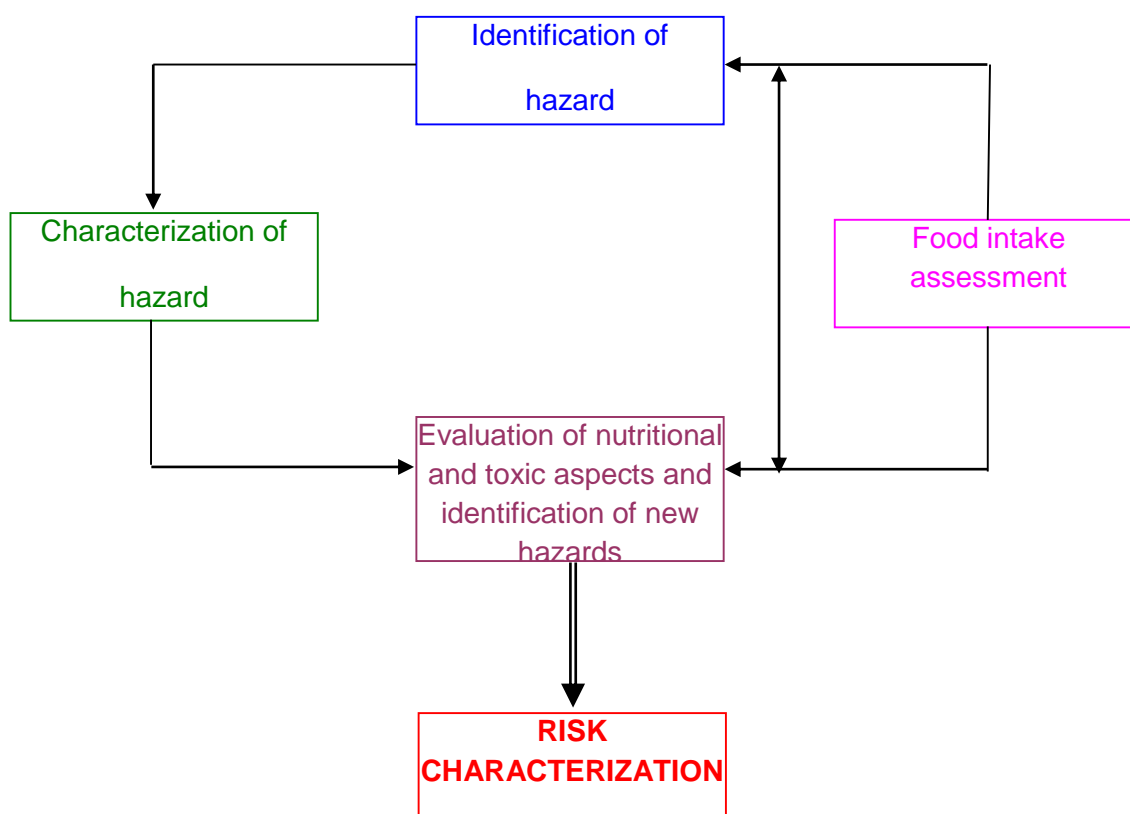 Identification of
hazard
Characterization of
hazard
Food intake
assessment
Evaluation of nutritional
and toxic aspects and
identification of new
hazards
RISK
CHARACTERIZATION